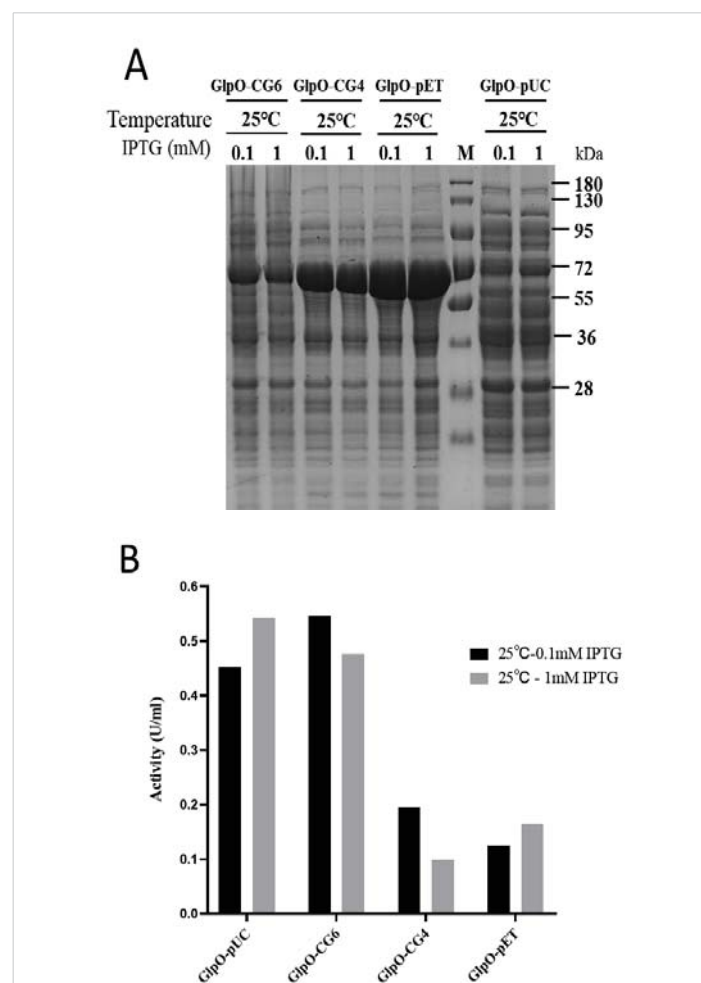 A
GlpO-CG6 GlpO-CG4 GlpO-pET GlpO-pUC
Temperature 25℃ 25℃ 25℃ 25℃
IPTG (mM) 0.1 1 0.1 1 0.1 1 M 0.1 1 kDa
180
130
95
72
55
36
28
B
0.6
0.5
0.4
0.3
0.2
0.1
0.0
Activity (U/ml)
25℃-0.1mM IPTG
25℃ - 1mM IPTG
GlpO-pUC
GlpO-CG6
GlpO-CG4
GlpO-pET